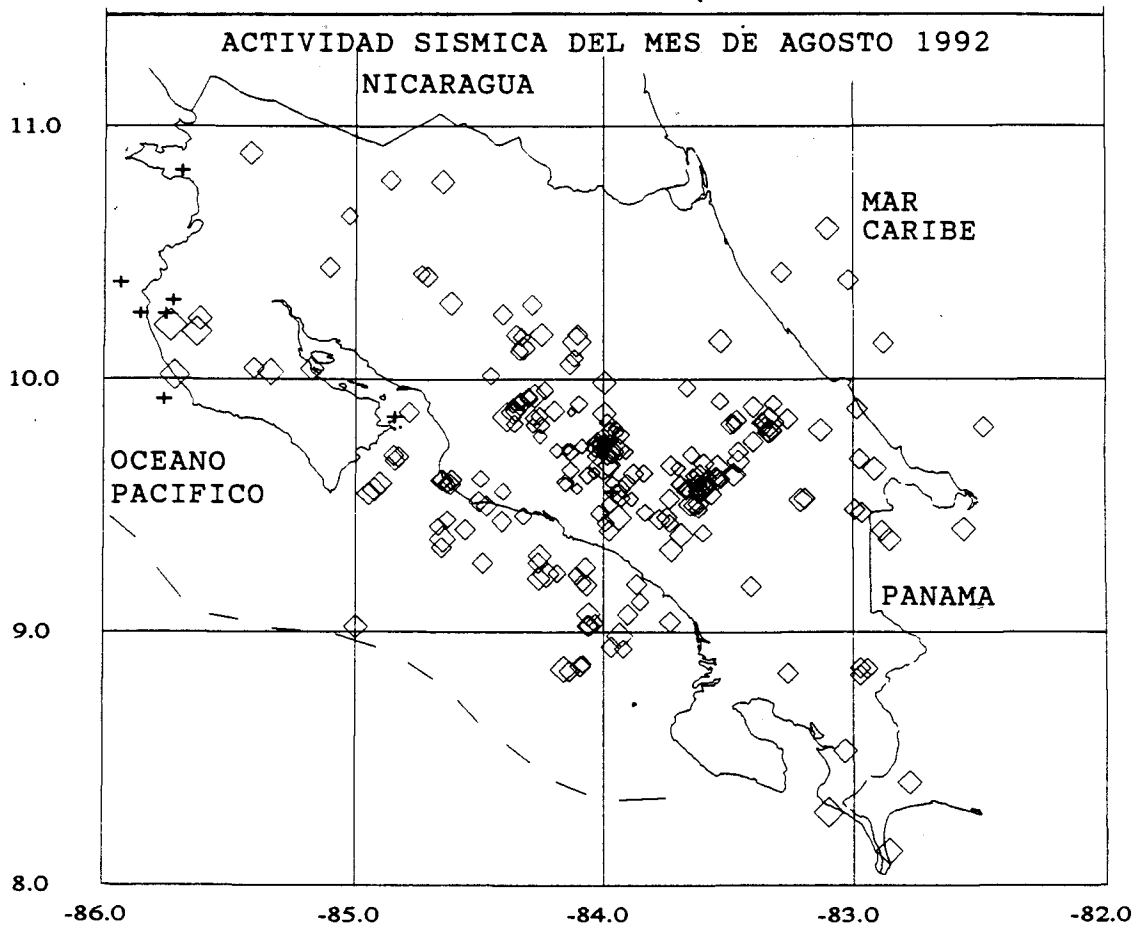 ACTIVIDAD SISMICA DEL MES DE AGOSTO 1992
NICARAGUA
11.0
MAR
CARIBE
10.0
OCEANO
PACIFICO
PANAMA
9.0
8.0
-86.0 -85.0 -84.0 -83.0 -82.0